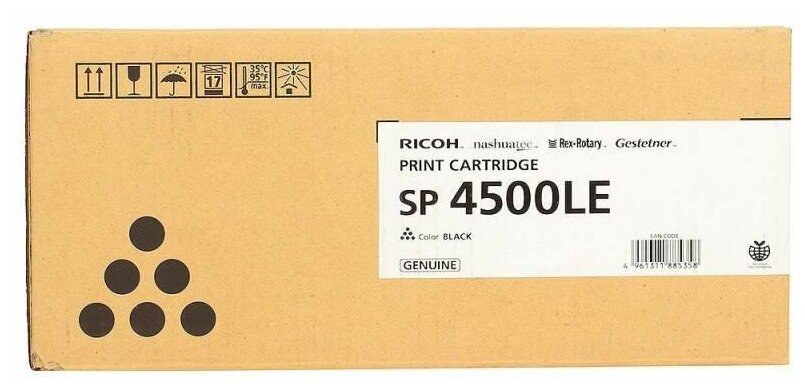 17
35°C
95°F
max.
RICOH nashuatec Rex-Rotary Gestetner
PRINT CARTRIDGE
SP 4500LE
Color BLACK
GENUINE
EAN CODE
4 961311 885358